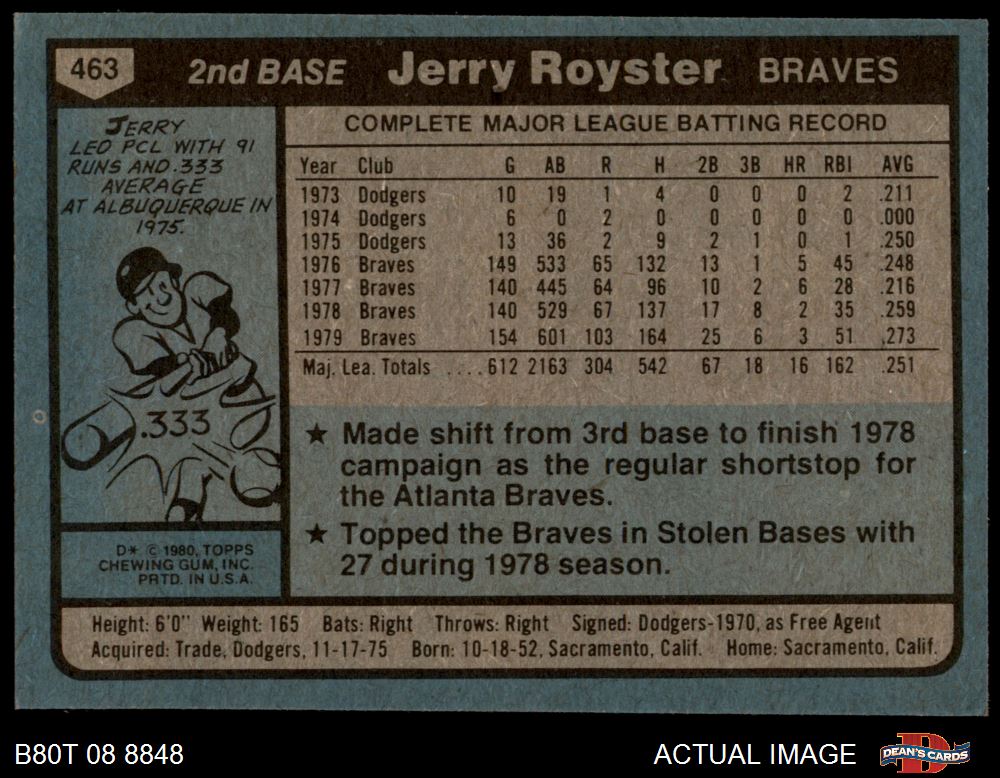 463 2nd BASE Jerry Royster BRAVES
JERRY
LED PCL WITH 91
RUNS AND .333
AVERAGE
AT ALBUQUERQUE IN
1975.
.333
D* © 1980, TOPPS
CHEWING GUM, INC.
PRTD. IN U.S.A.
COMPLETE MAJOR LEAGUE BATTING RECORD
Year Club G AB R H 2B 3B HR RBI AVG
1973 Dodgers 10 19 1 4 0 0 0 2 .211
1974 Dodgers 6 0 2 0 0 0 0 0 .000
1975 Dodgers 13 36 2 9 2 1 0 1 .250
1976 Braves 149 533 65 132 13 1 5 45 .248
1977 Braves 140 445 64 96 10 2 6 28 .216
1978 Braves 140 529 67 137 17 8 2 35 .259
1979 Braves 154 601 103 164 25 6 3 51 .273
Maj. Lea. Totals ....612 2163 304 542 67 18 16 162 .251
★ Made shift from 3rd base to finish 1978
campaign as the regular shortstop for
the Atlanta Braves.
★ Topped the Braves in Stolen Bases with
27 during 1978 season.
Height: 6'0" Weight: 165 Bats: Right Throws: Right Signed: Dodgers-1970, as Free Agent
Acquired: Trade, Dodgers, 11-17-75 Born: 10-18-52, Sacramento, Calif. Home: Sacramento, Calif.
B80T 08 8848 ACTUAL IMAGE DEAN'S CARDS